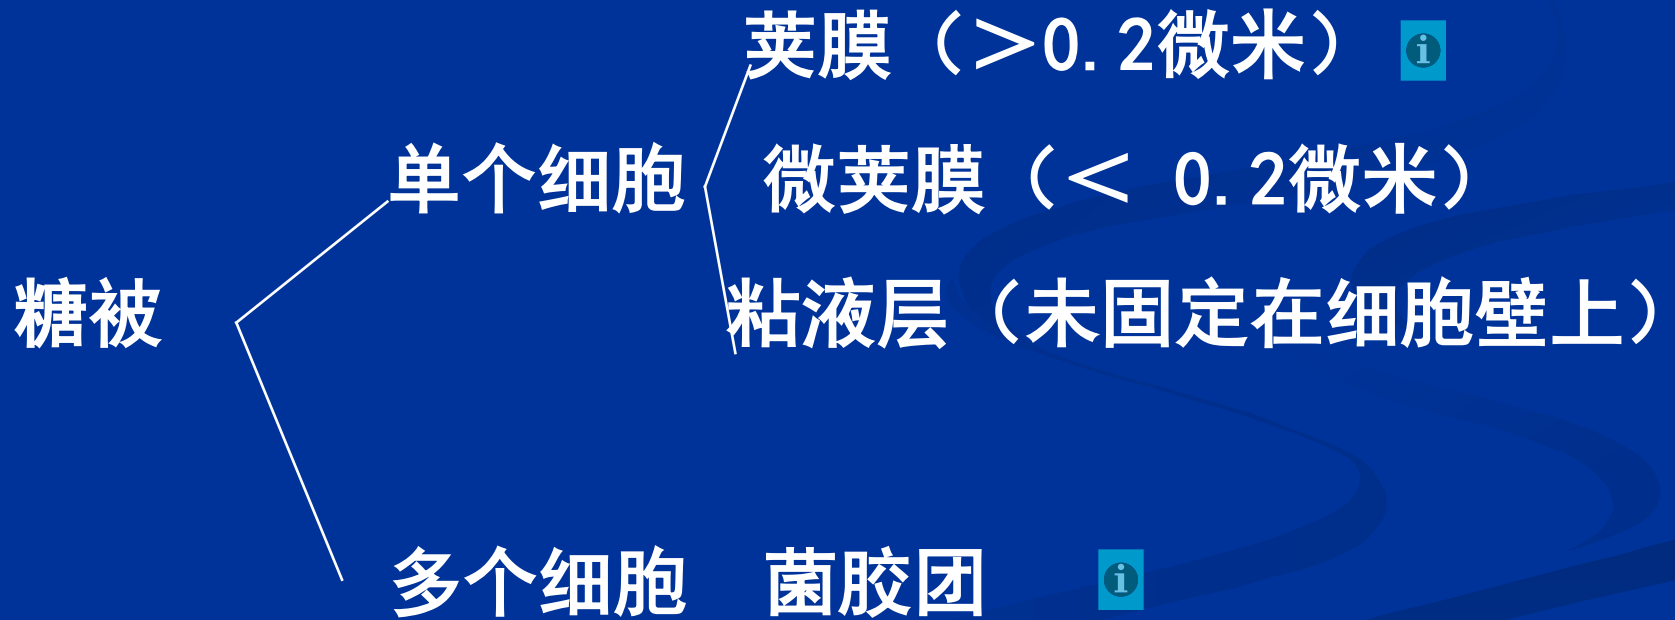 荚膜（＞0.2微米）
单个细胞 微荚膜（＜ 0.2微米）
糖被 粘液层（未固定在细胞壁上）
多个细胞 菌胶团